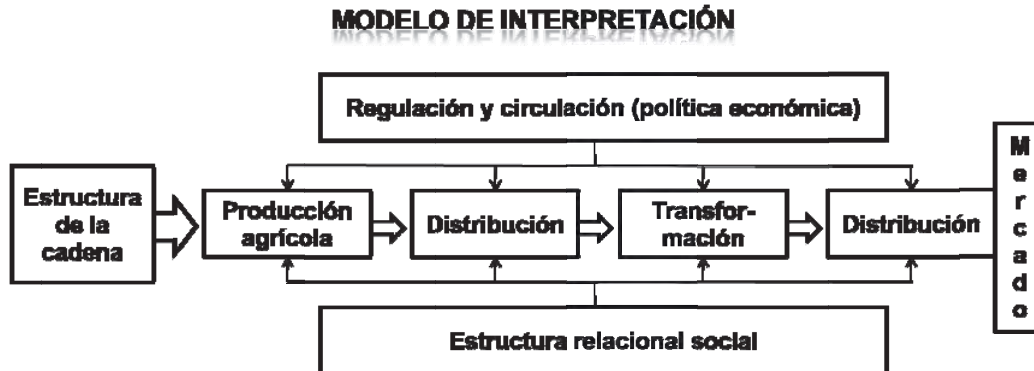 MODELO DE INTERPRETACIÓN
Regulación y circulación (política económica)
Estructura
de la
cadena
Producción
agrícola
Distribución
Transfor-
mación
Distribución
Mercado
Estructura relacional social